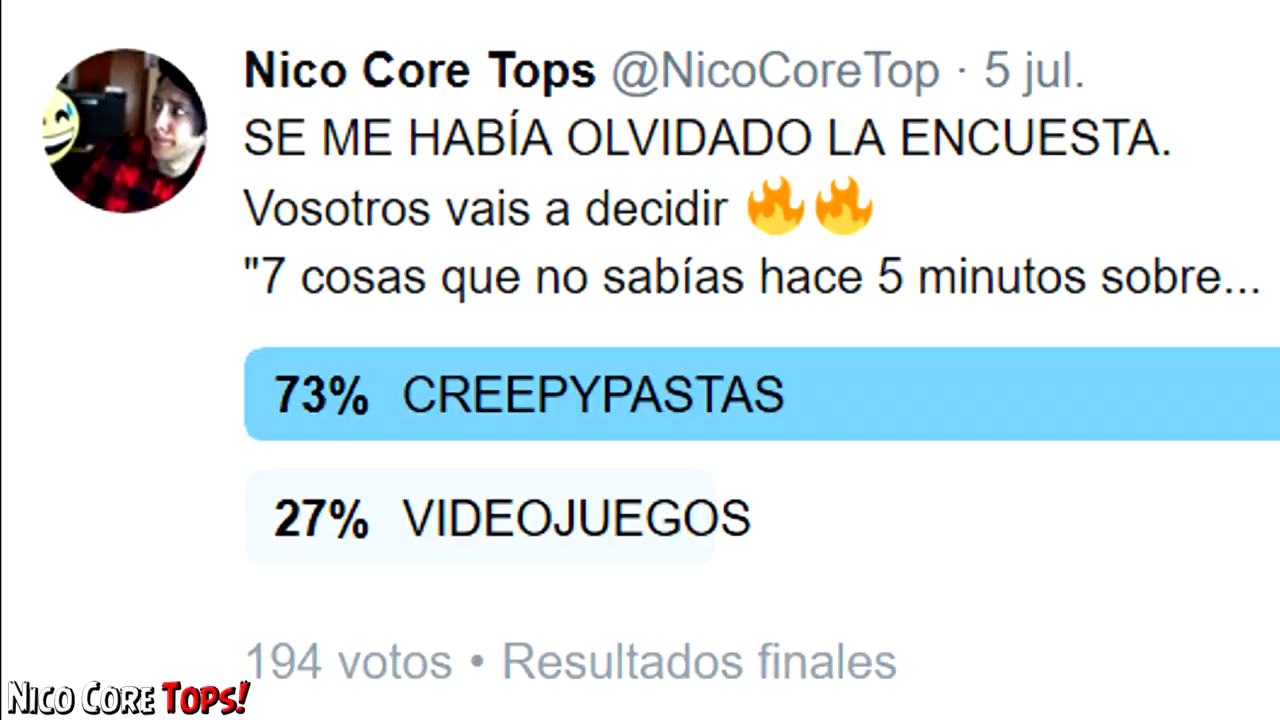 Nico Core Tops @NicoCoreTop · 5 jul.
SE ME HABÍA OLVIDADO LA ENCUESTA.
Vosotros vais a decidir 🔥🔥
"7 cosas que no sabías hace 5 minutos sobre...
73% CREEPYPASTAS
27% VIDEOJUEGOS
194 votos • Resultados finales
NICO CORE TOPS!